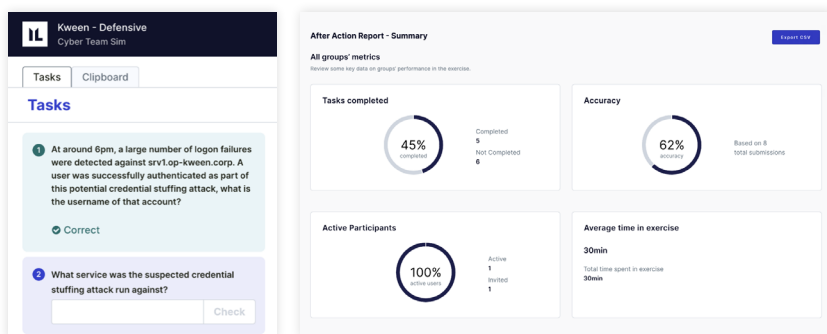 IL
Kween - Defensive
Cyber Team Sim
Tasks
Clipboard
Tasks
1
At around 6pm, a large number of logon failures
were detected against srv1.op-kween.corp. A
user was successfully authenticated as part of
this potential credential stuffing attack, what is
the username of that account?
Correct
2
What service was the suspected credential
stuffing attack run against?
Check
After Action Report - Summary
Export CSV
All groups' metrics
Review some key data on groups' performance in the exercise.
Tasks completed
45%
completed
Completed
5
Not Completed
6
Accuracy
62%
accuracy
Based on 8
total submissions
Active Participants
100%
active users
Active
1
Invited
1
Average time in exercise
30min
Total time spent in exercise
30min